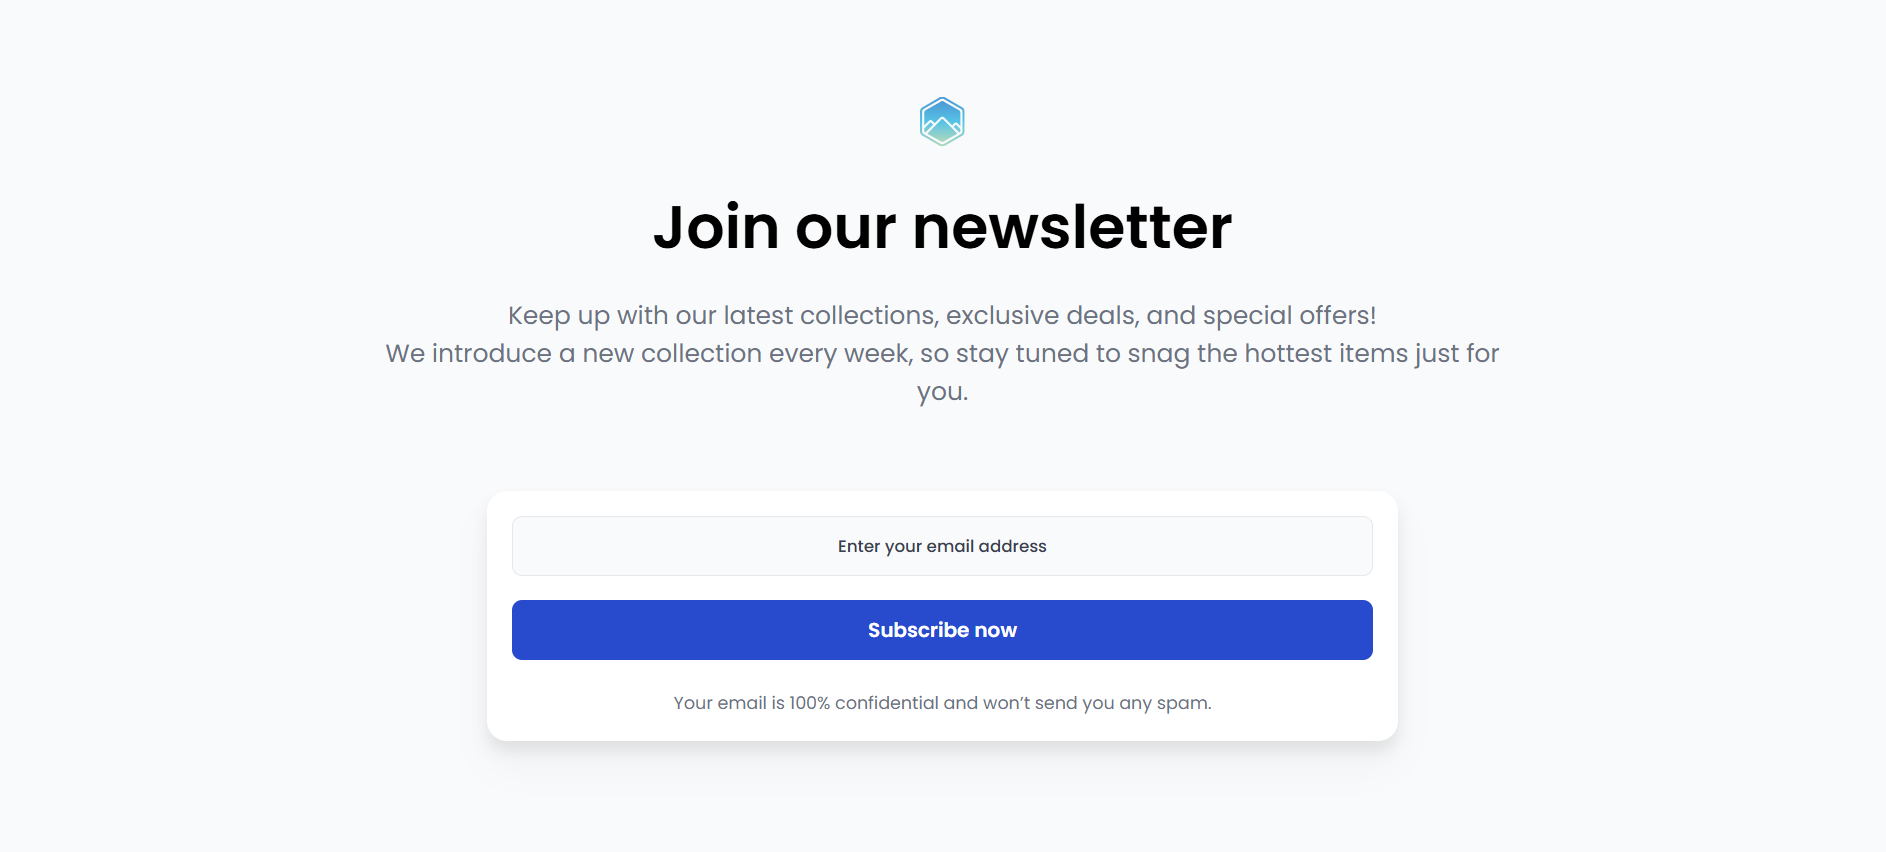 Join our newsletter
Keep up with our latest collections, exclusive deals, and special offers!
We introduce a new collection every week, so stay tuned to snag the hottest items just for
you.
Enter your email address
Subscribe now
Your email is 100% confidential and won’t send you any spam.